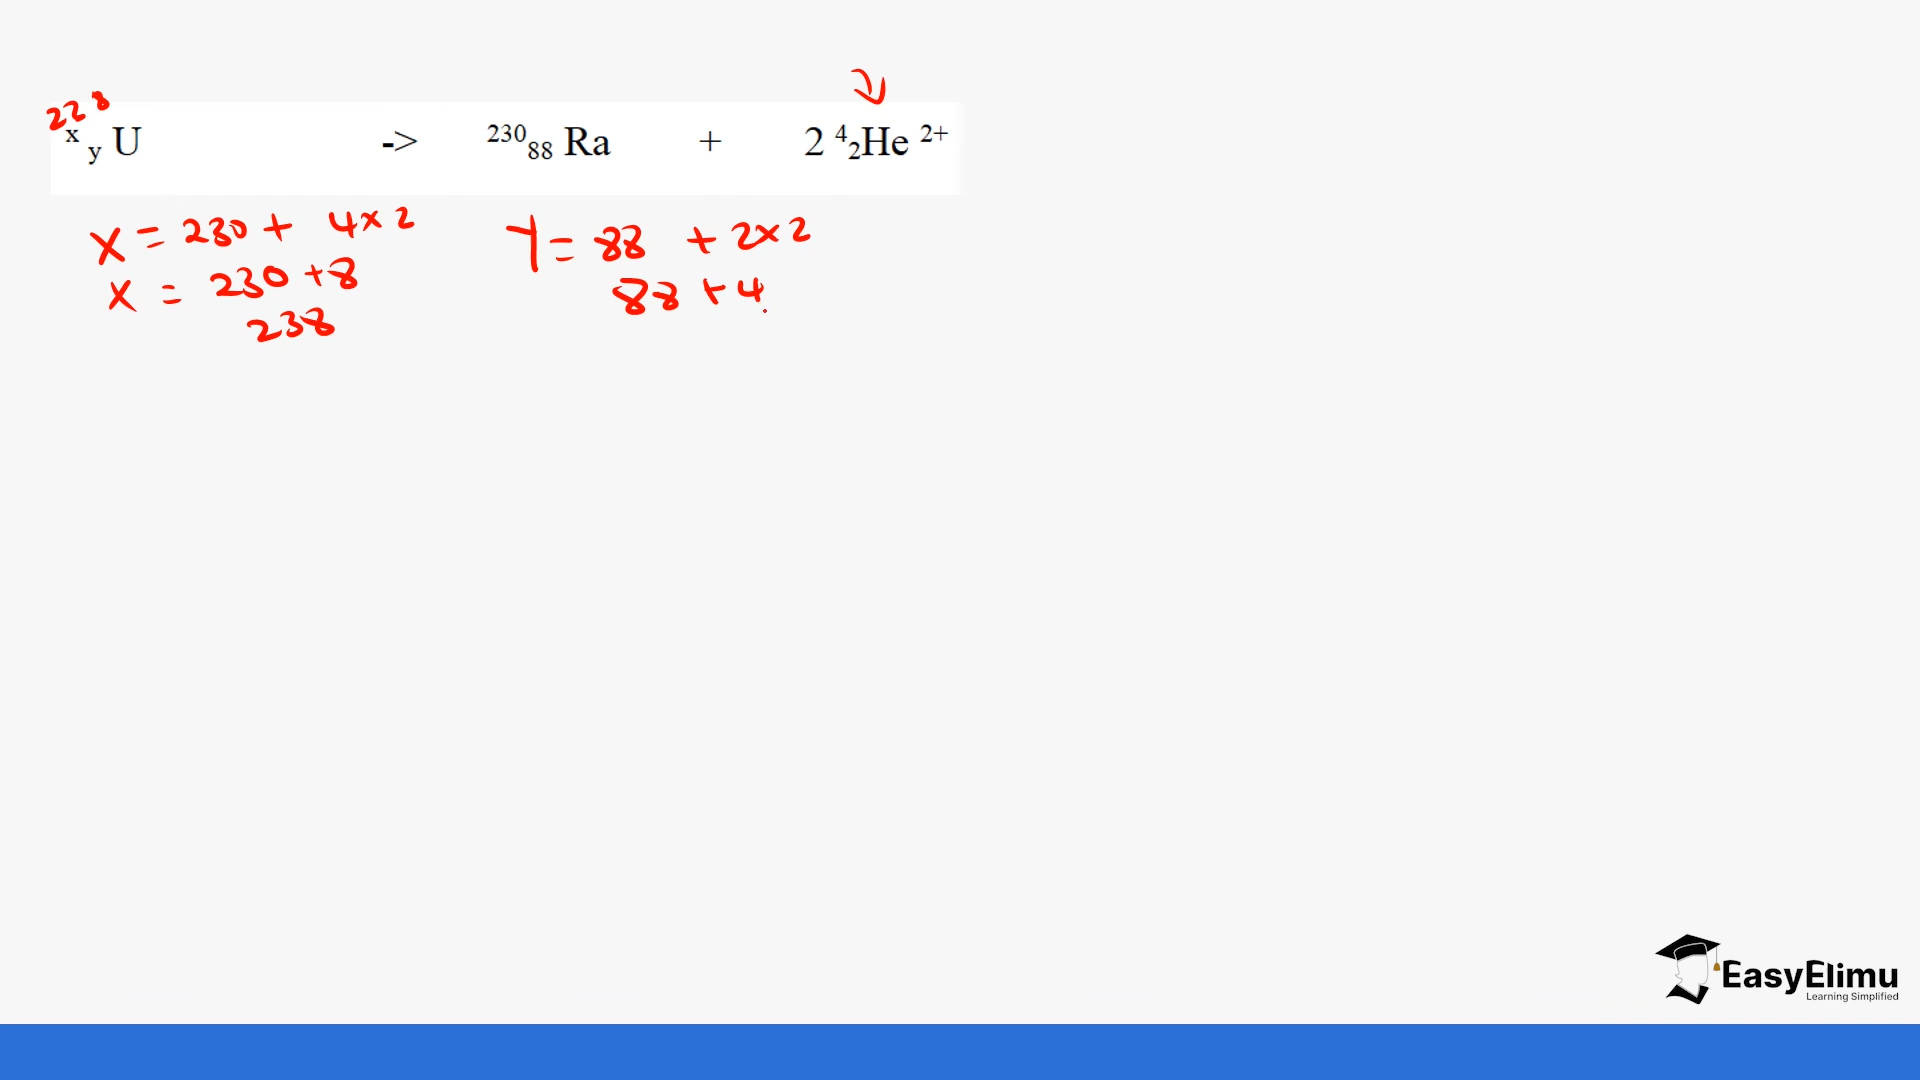 228
x y U -> 230 88 Ra + 2 4 2 He 2+
X = 230 + 4x2
X = 230 + 8
238
Y = 88 + 2x2
88 + 4
EasyElimu
Learning Simplified